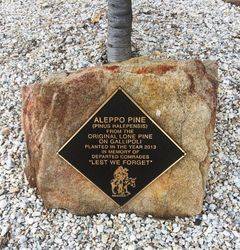 ALEPPO PINE
(PINUS HALEPENSIS)
FROM THE
ORIGINAL LONE PINE
ON GALLIPOLI
PLANTED IN THE YEAR 2013
IN MEMORY OF
DEPARTED COMRADES
"LEST WE FORGET"